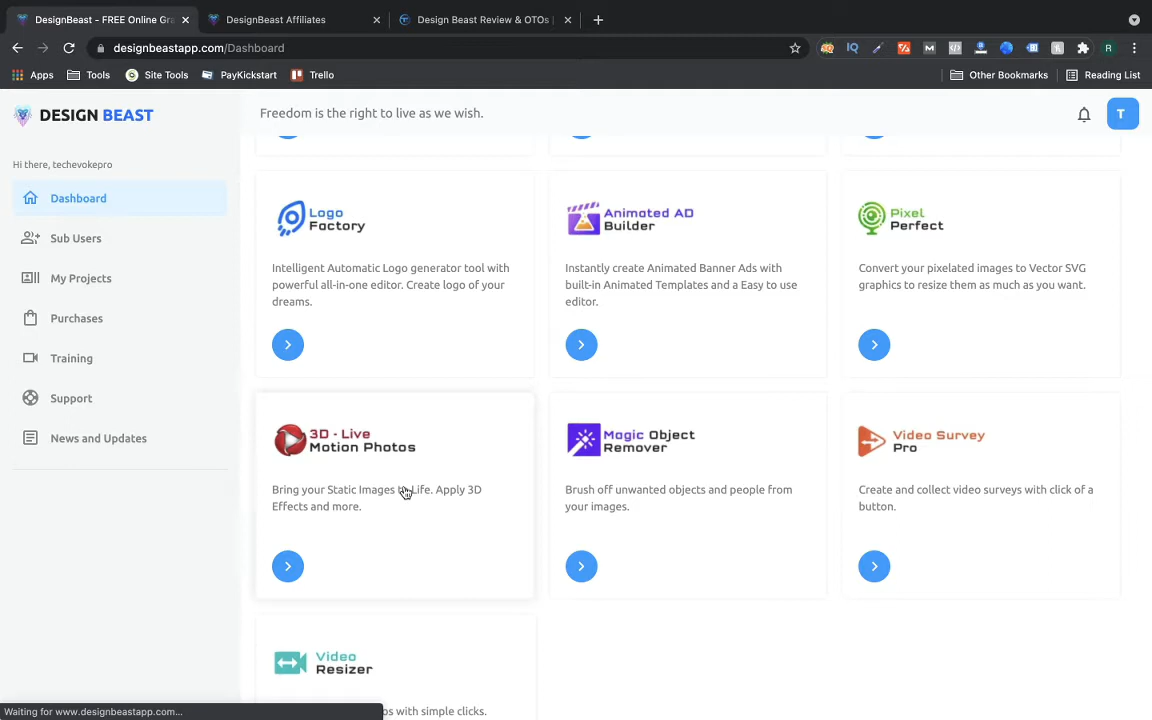 DesignBeast – FREE Online Gra
DesignBeast Affiliates
Design Beast Review & OTOs |
designbeastapp.com/Dashboard
IQ
M
R
Apps
Tools
Site Tools
PayKickstart
Trello
Other Bookmarks
Reading List
DESIGN BEAST
Freedom is the right to live as we wish.
T
Hi there, techevokepro
Dashboard
Sub Users
My Projects
Purchases
Training
Support
News and Updates
Logo
Factory
Intelligent Automatic Logo generator tool with
powerful all-in-one editor. Create logo of your
dreams.
Animated AD
Builder
Instantly create Animated Banner Ads with
built-in Animated Templates and a Easy to use
editor.
Pixel
Perfect
Convert your pixelated images to Vector SVG
graphics to resize them as much as you want.
3D - Live
Motion Photos
Bring your Static Images to Life. Apply 3D
Effects and more.
Magic Object
Remover
Brush off unwanted objects and people from
your images.
Video Survey
Pro
Create and collect video surveys with click of a
button.
Video
Resizer
os with simple clicks.
Waiting for www.designbeastapp.com...